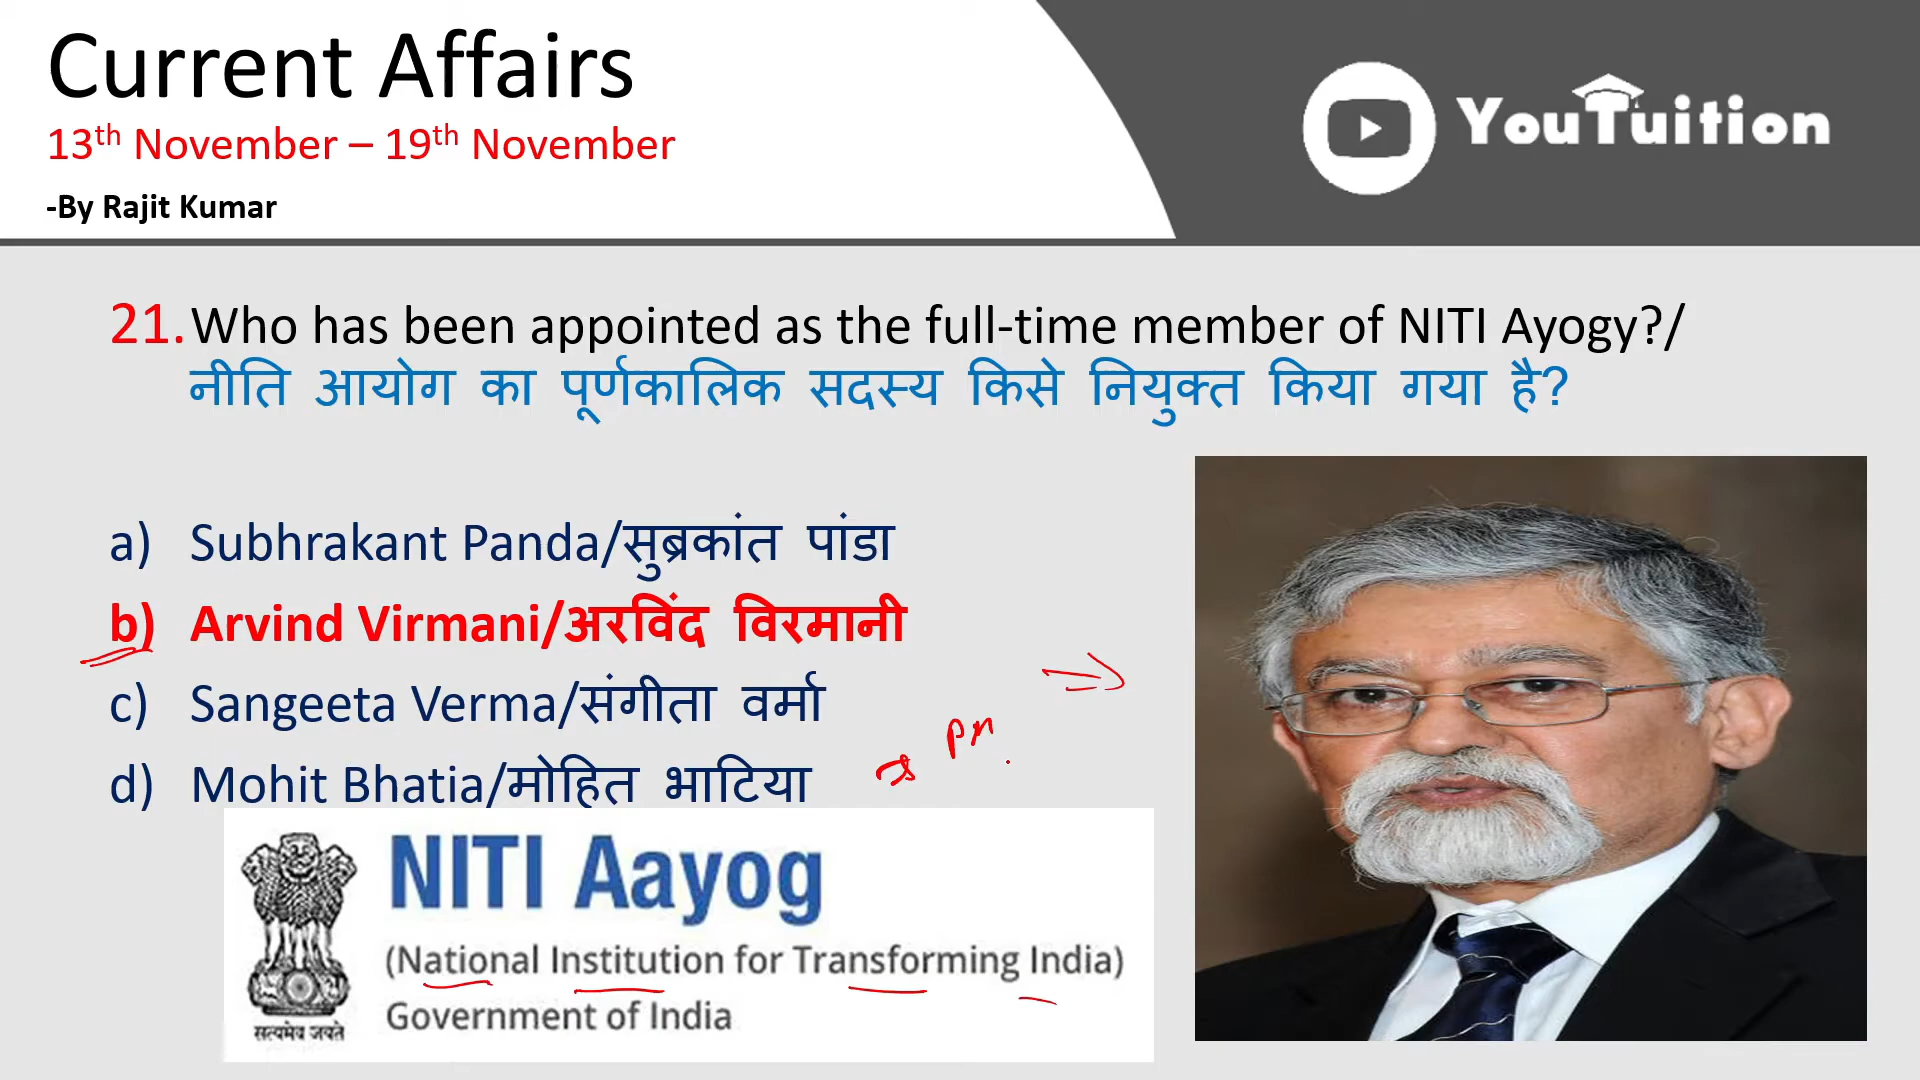 Current Affairs
13th November – 19th November
-By Rajit Kumar
YouTuition
21. Who has been appointed as the full-time member of NITI Ayogy?/
नीति आयोग का पूर्णकालिक सदस्य किसे नियुक्त किया गया है?
a) Subhrakant Panda/सुब्रकांत पांडा
b) Arvind Virmani/अरविंद विरमानी
c) Sangeeta Verma/संगीता वर्मा
d) Mohit Bhatia/मोहित भाटिया
NITI Aayog
(National Institution for Transforming India)
Government of India
सत्यमेव जयते